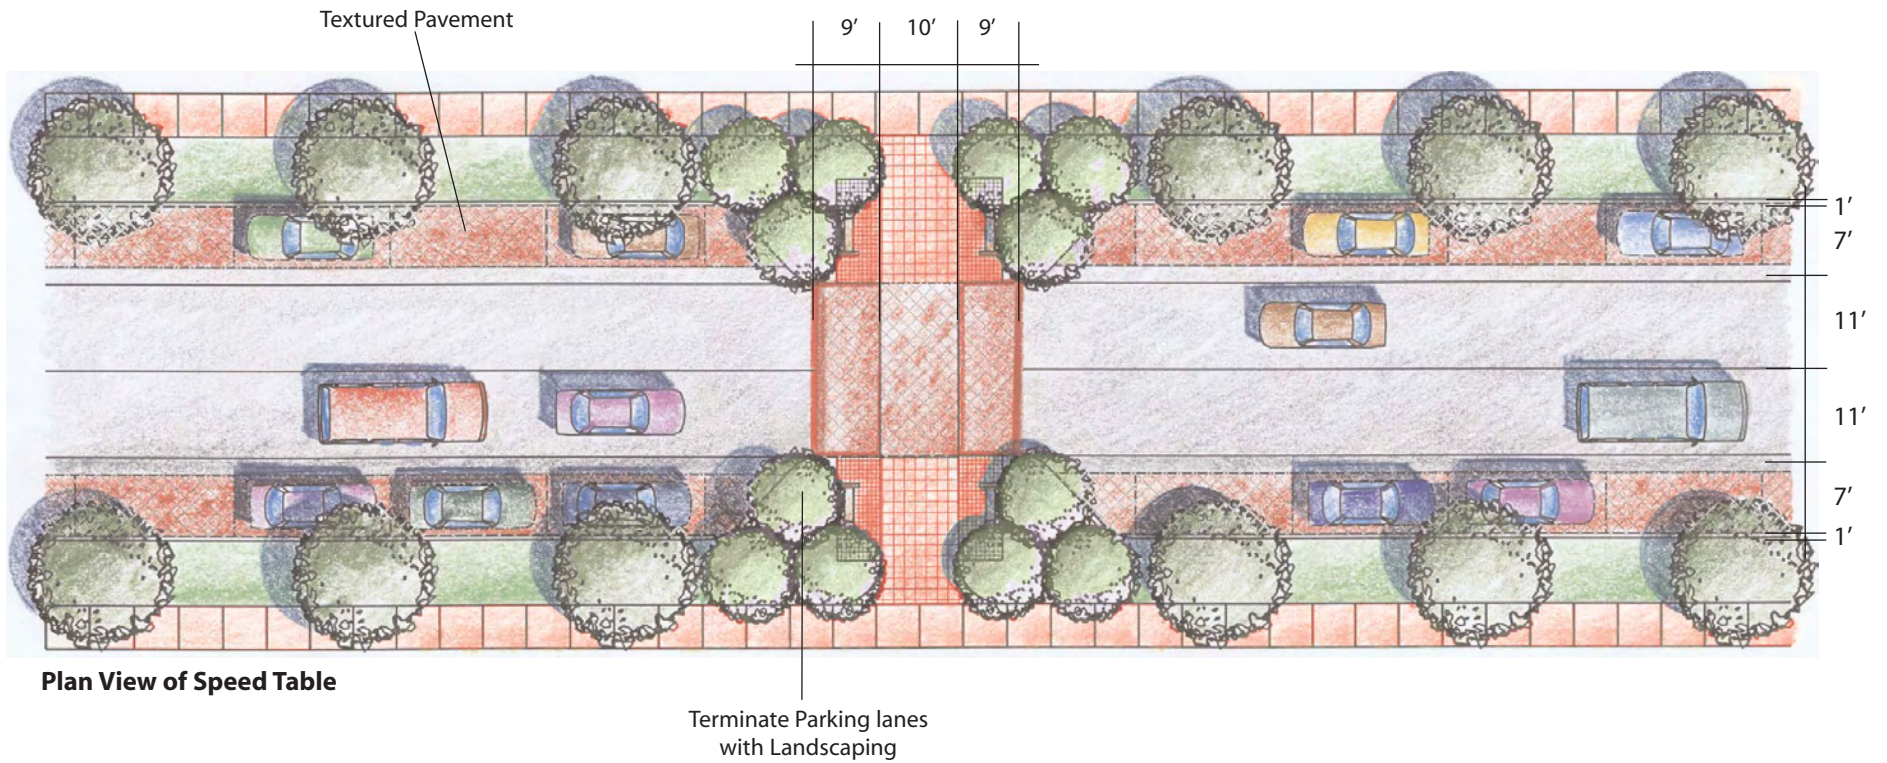 Textured Pavement
9’ 10’ 9’
1’
7’
11’
11’
7’
1’
Plan View of Speed Table
Terminate Parking lanes
with Landscaping